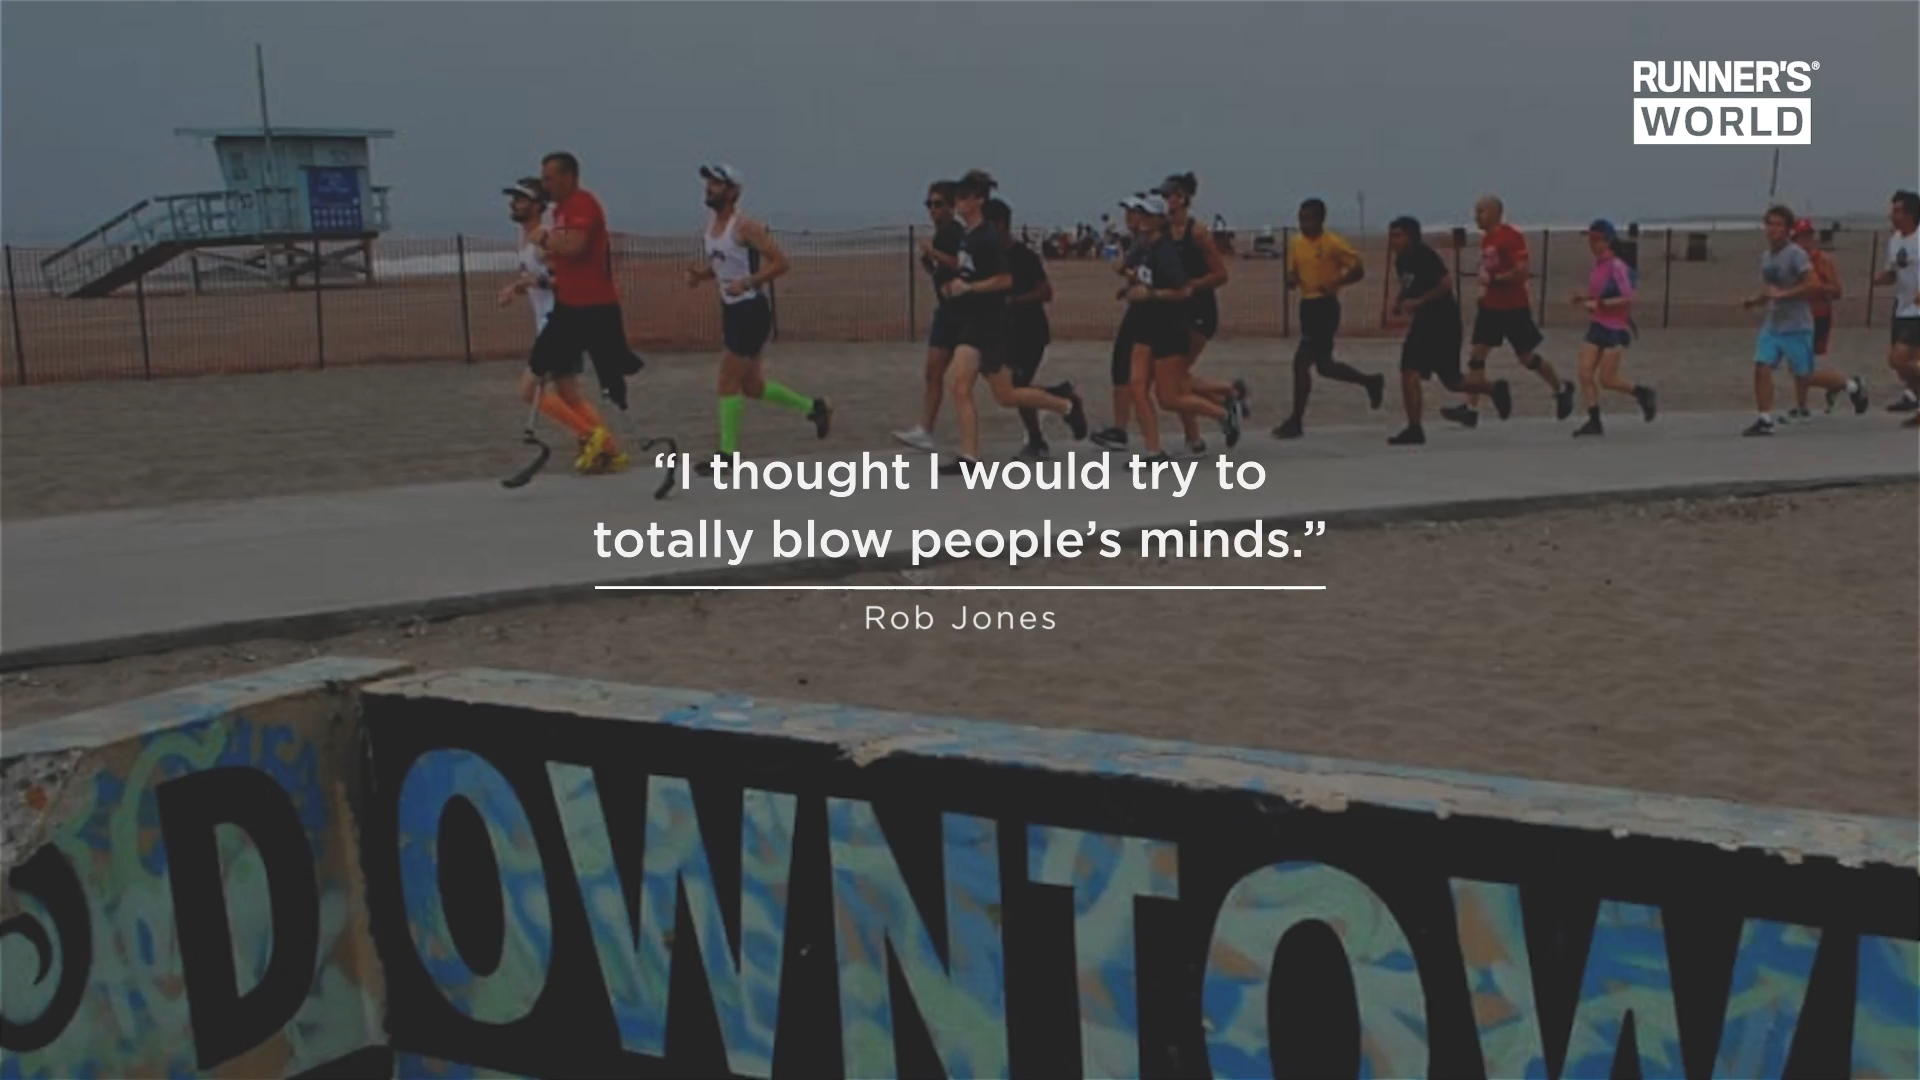 RUNNER'S®
WORLD
“I thought I would try to
totally blow people’s minds.”
Rob Jones
DOWNTOW